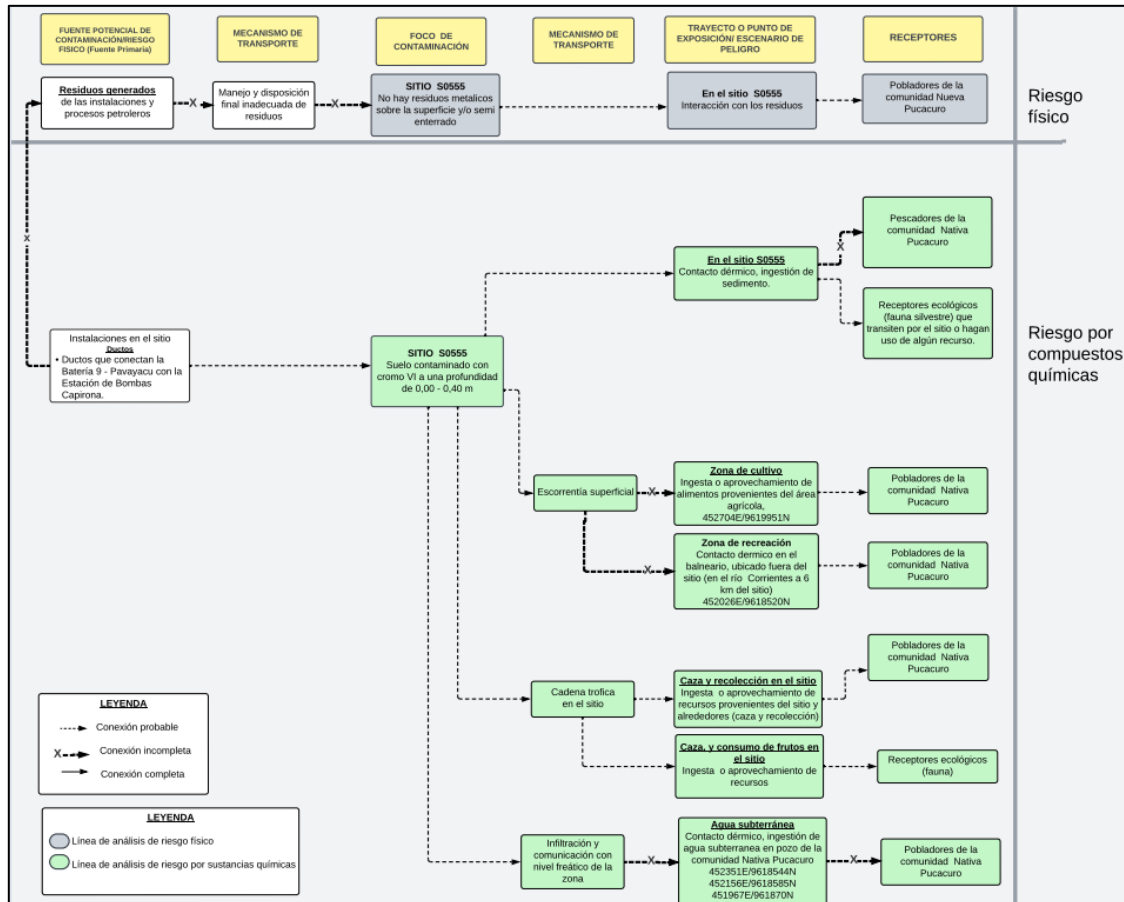 FUENTE POTENCIAL DE
CONTAMINACIÓN/RIESGO
FISICO (Fuente Primaria)
MECANISMO DE
TRANSPORTE
FOCO DE
CONTAMINACIÓN
MECANISMO DE
TRANSPORTE
TRAYECTO O PUNTO DE
EXPOSICIÓN/ ESCENARIO DE
PELIGRO
RECEPTORES
Residuos generados
de las instalaciones y
procesos petroleros
X
Manejo y disposición
final inadecuada de
residuos
X
SITIO S0555
No hay residuos metalicos
sobre la superficie y/o semi
enterrado
En el sitio S0555
Interacción con los residuos
Pobladores de la
comunidad Nueva
Pucacuro
Riesgo
físico
X
Pescadores de la
comunidad Nativa
Pucacuro
En el sitio S0555
Contacto dérmico, ingestión de
sedimento.
X
Receptores ecológicos
(fauna silvestre) que
transiten por el sitio o hagan
uso de algún recurso.
Riesgo por
compuestos
químicas
Instalaciones en el sitio
Ductos
• Ductos que conectan la
Batería 9 - Pavayacu con la
Estación de Bombas
Capirona.
SITIO S0555
Suelo contaminado con
cromo VI a una profundidad
de 0,00 - 0,40 m
Escorrentía superficial
X
Zona de cultivo
Ingesta o aprovechamiento de
alimentos provenientes del área
agrícola,
452704E/9619951N
Pobladores de la
comunidad Nativa
Pucacuro
X
Zona de recreación
Contacto dermico en el
balneario, ubicado fuera del
sitio (en el río Corrientes a 6
km del sitio)
452026E/9618520N
Pobladores de la
comunidad Nativa
Pucacuro
Cadena trofica
en el sitio
Caza y recolección en el sitio
Ingesta o aprovechamiento de
recursos provenientes del sitio y
alrededores (caza y recolección)
Pobladores de la
comunidad Nativa
Pucacuro
Caza, y consumo de frutos en
el sitio
Ingesta o aprovechamiento de
recursos
Receptores ecológicos
(fauna)
Infiltración y
comunicación con
nivel freático de la
zona
X
Agua subterránea
Contacto dérmico, ingestión de
agua subterranea en pozo de la
comunidad Nativa Pucacuro
452351E/9618544N
452156E/9618585N
451967E/961870N
X
Pobladores de la
comunidad Nativa
Pucacuro
LEYENDA
Conexión probable
X Conexión incompleta
Conexión completa
LEYENDA
Línea de análisis de riesgo físico
Línea de análisis de riesgo por sustancias químicas